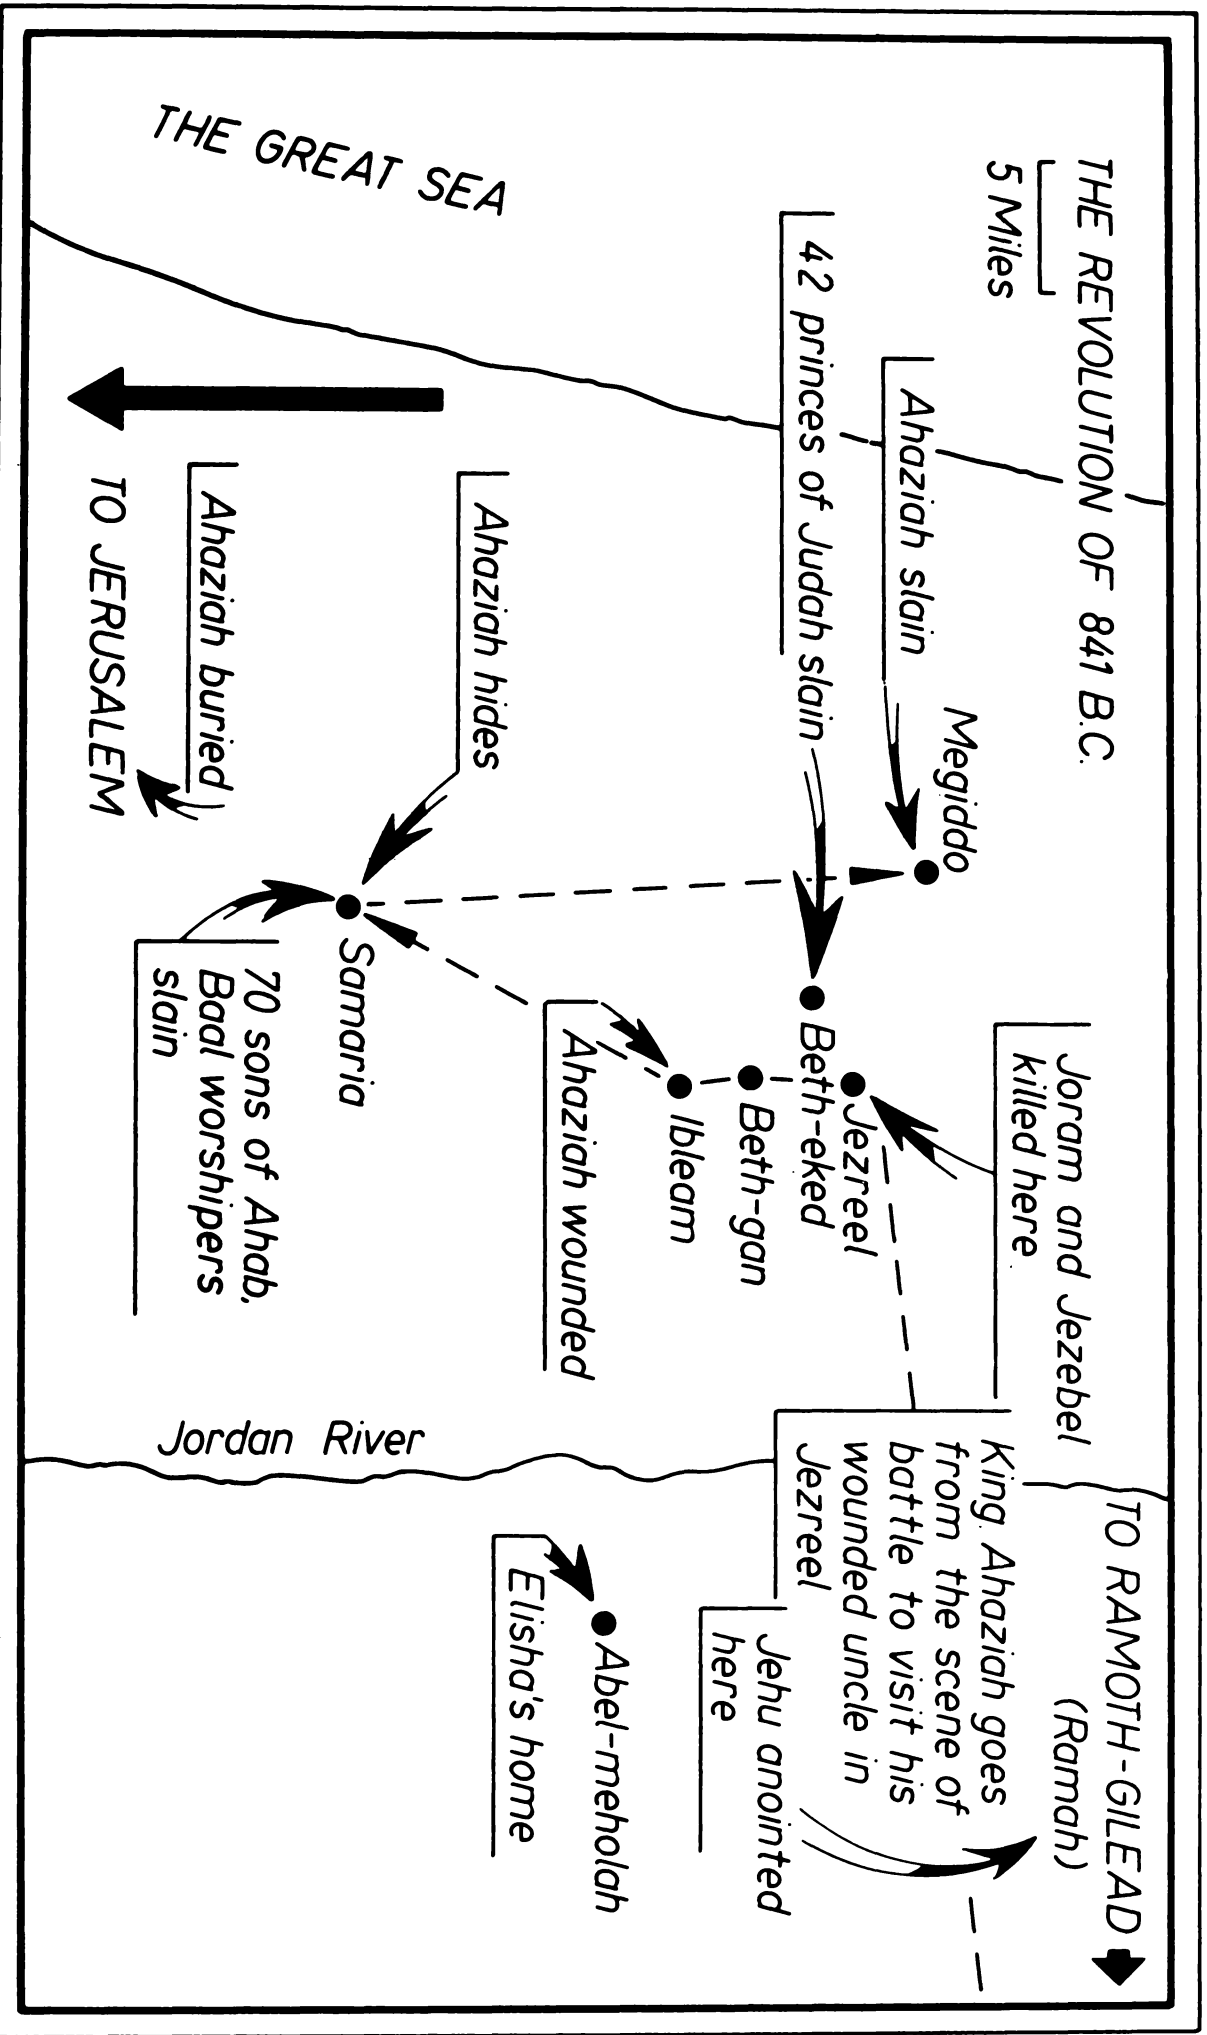 THE REVOLUTION OF 841 B.C.
5 Miles
THE GREAT SEA
Ahaziah slain
Megiddo
42 princes of Judah slain
Joram and Jezebel
killed here
TO RAMOTH-GILEAD
(Ramah)
King Ahaziah goes
from the scene of
battle to visit his
wounded uncle in
Jezreel
Jezreel
Beth-eked
Beth-gan
Ibleam
Jehu anointed
here
Ahaziah wounded
Abel-meholah
Elisha's home
Ahaziah hides
Samaria
Ahaziah buried
TO JERUSALEM
70 sons of Ahab,
Baal worshipers
slain
Jordan River